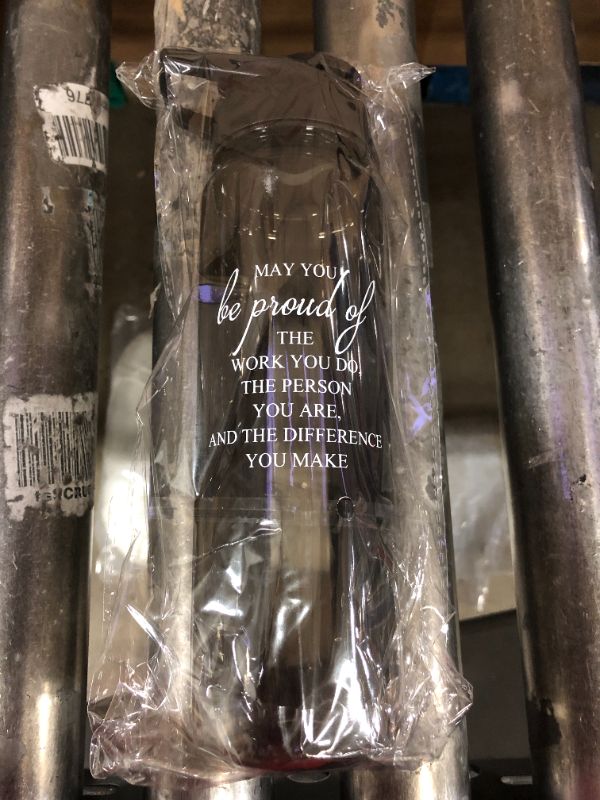 MAY YOU
be proud of
THE
WORK YOU DO,
THE PERSON
YOU ARE,
AND THE DIFFERENCE
YOU MAKE